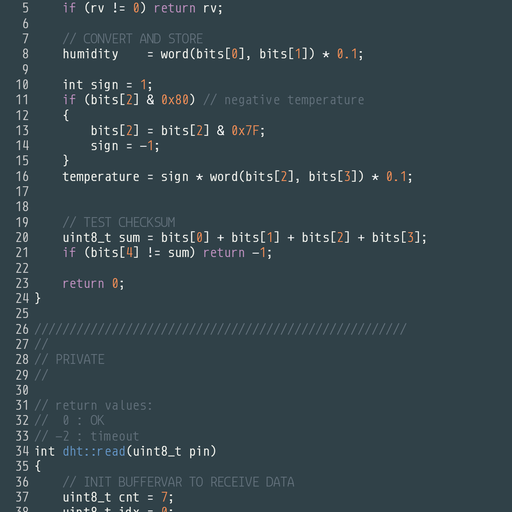 5 if (rv != 0) return rv;
6
7 // CONVERT AND STORE
8 humidity = word(bits[0], bits[1]) * 0.1;
9
10 int sign = 1;
11 if (bits[2] & 0x80) // negative temperature
12 {
13 bits[2] = bits[2] & 0x7F;
14 sign = -1;
15 }
16 temperature = sign * word(bits[2], bits[3]) * 0.1;
17
18
19 // TEST CHECKSUM
20 uint8_t sum = bits[0] + bits[1] + bits[2] + bits[3];
21 if (bits[4] != sum) return -1;
22
23 return 0;
24 }
25
26 /////////////////////////////////////////////////////
27 //
28 // PRIVATE
29 //
30
31 // return values:
32 // 0 : OK
33 // -2 : timeout
34 int dht::read(uint8_t pin)
35 {
36 // INIT BUFFERVAR TO RECEIVE DATA
37 uint8_t cnt = 7;
38 uint8_t idx = 0;